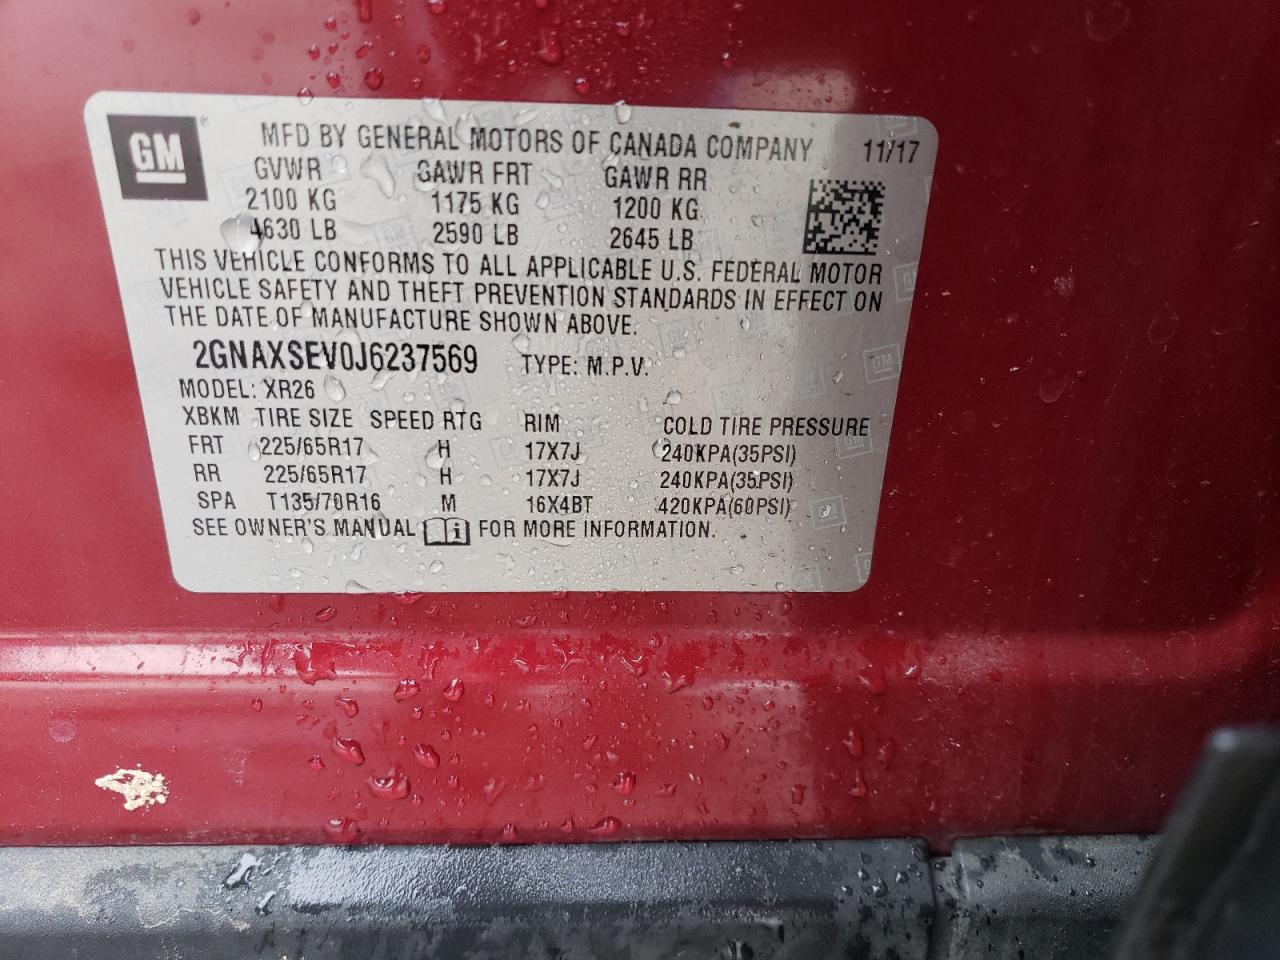 GM
MFD BY GENERAL MOTORS OF CANADA COMPANY 11/17
GVWR GAWR FRT GAWR RR
2100 KG 1175 KG 1200 KG
4630 LB 2590 LB 2645 LB
THIS VEHICLE CONFORMS TO ALL APPLICABLE U.S. FEDERAL MOTOR
VEHICLE SAFETY AND THEFT PREVENTION STANDARDS IN EFFECT ON
THE DATE OF MANUFACTURE SHOWN ABOVE.
2GNAXSEV0J6237569 TYPE: M.P.V.
MODEL: XR26
XBKM TIRE SIZE SPEED RTG RIM COLD TIRE PRESSURE
FRT 225/65R17 H 17X7J 240KPA(35PSI)
RR 225/65R17 H 17X7J 240KPA(35PSI)
SPA T135/70R16 M 16X4BT 420KPA(60PSI)
SEE OWNER'S MANUAL i FOR MORE INFORMATION.